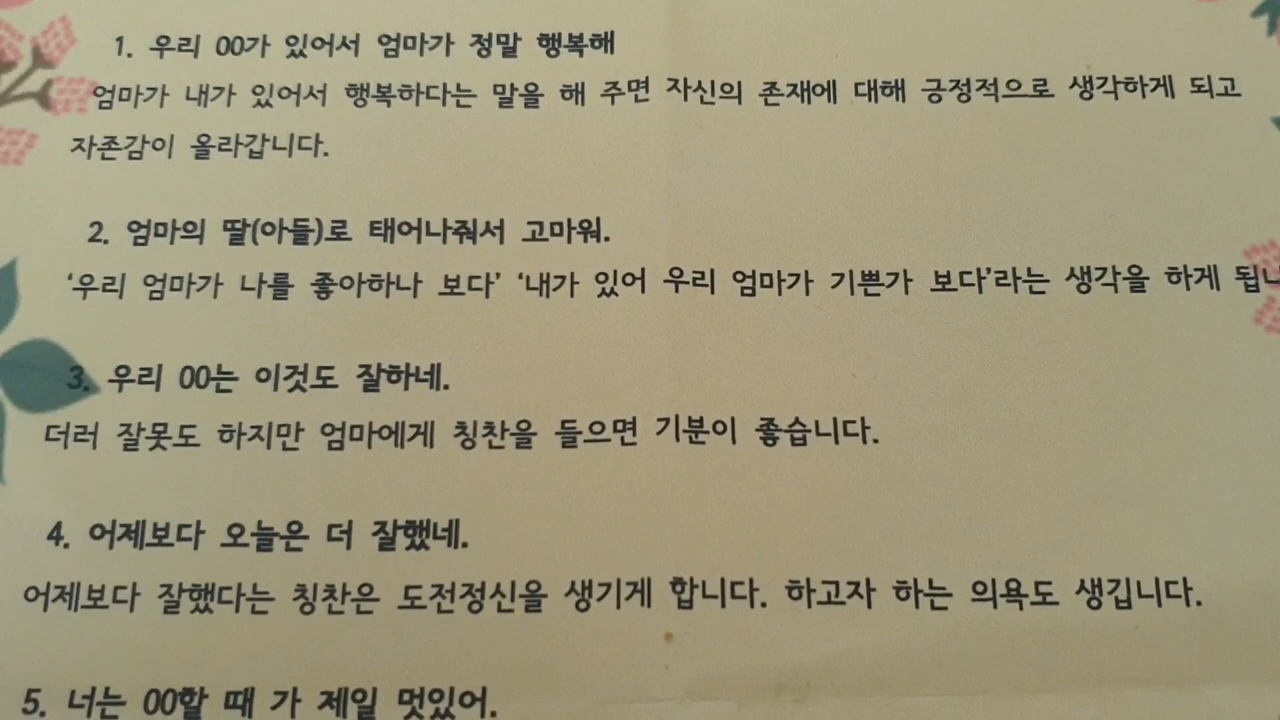 1. 우리 00가 있어서 엄마가 정말 행복해
엄마가 내가 있어서 행복하다는 말을 해 주면 자신의 존재에 대해 긍정적으로 생각하게 되고
자존감이 올라갑니다.
2. 엄마의 딸(아들)로 태어나줘서 고마워.
‘우리 엄마가 나를 좋아하나 보다’ ‘내가 있어 우리 엄마가 기쁜가 보다’라는 생각을 하게 됩니
3. 우리 00는 이것도 잘하네.
더러 잘못도 하지만 엄마에게 칭찬을 들으면 기분이 좋습니다.
4. 어제보다 오늘은 더 잘했네.
어제보다 잘했다는 칭찬은 도전정신을 생기게 합니다. 하고자 하는 의욕도 생깁니다.
5. 너는 00할 때 가 제일 멋있어.